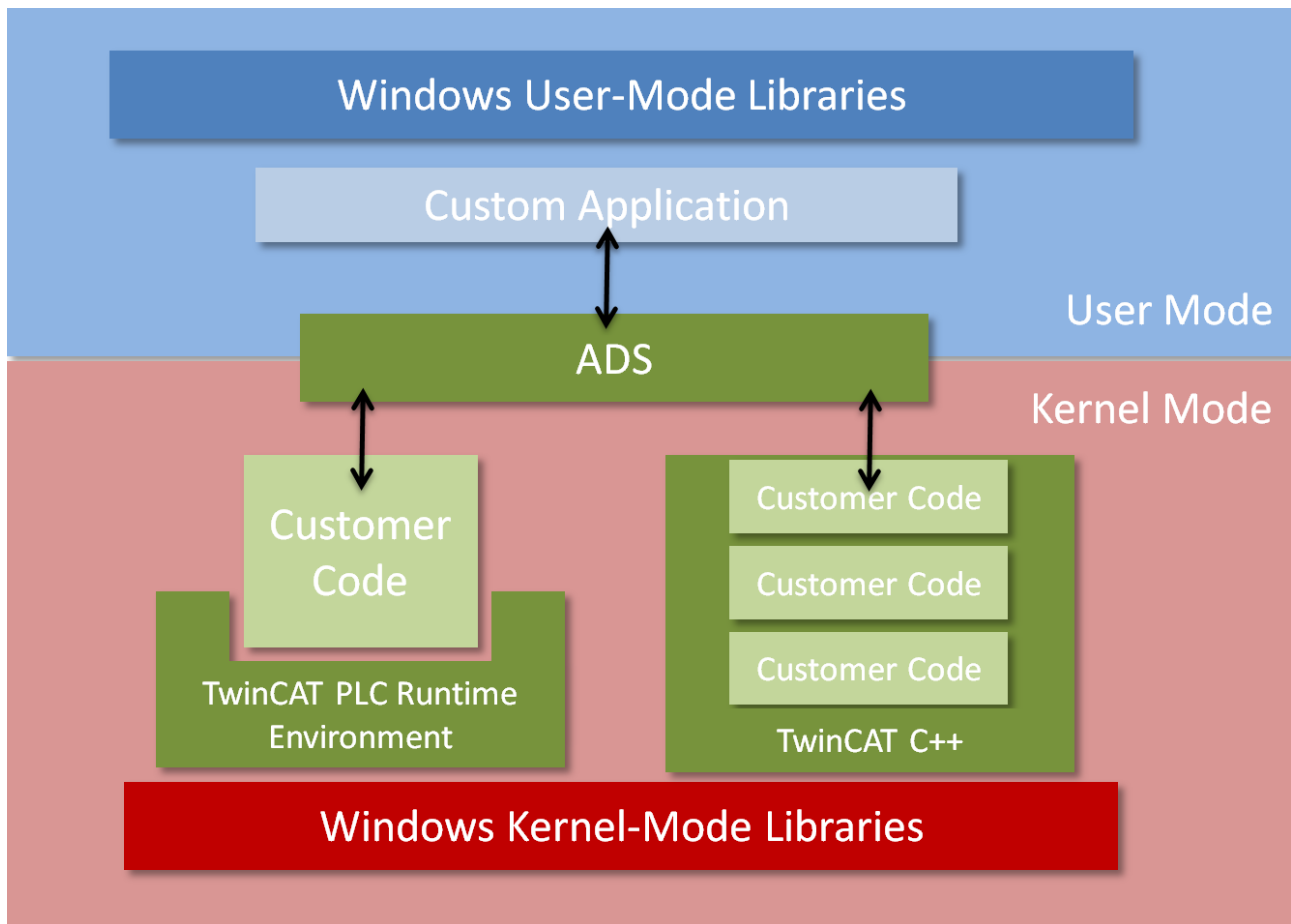 Windows User-Mode Libraries
Custom Application
User Mode
ADS
Kernel Mode
Customer
Code
TwinCAT PLC Runtime
Environment
Customer Code
Customer Code
Customer Code
TwinCAT C++
Windows Kernel-Mode Libraries